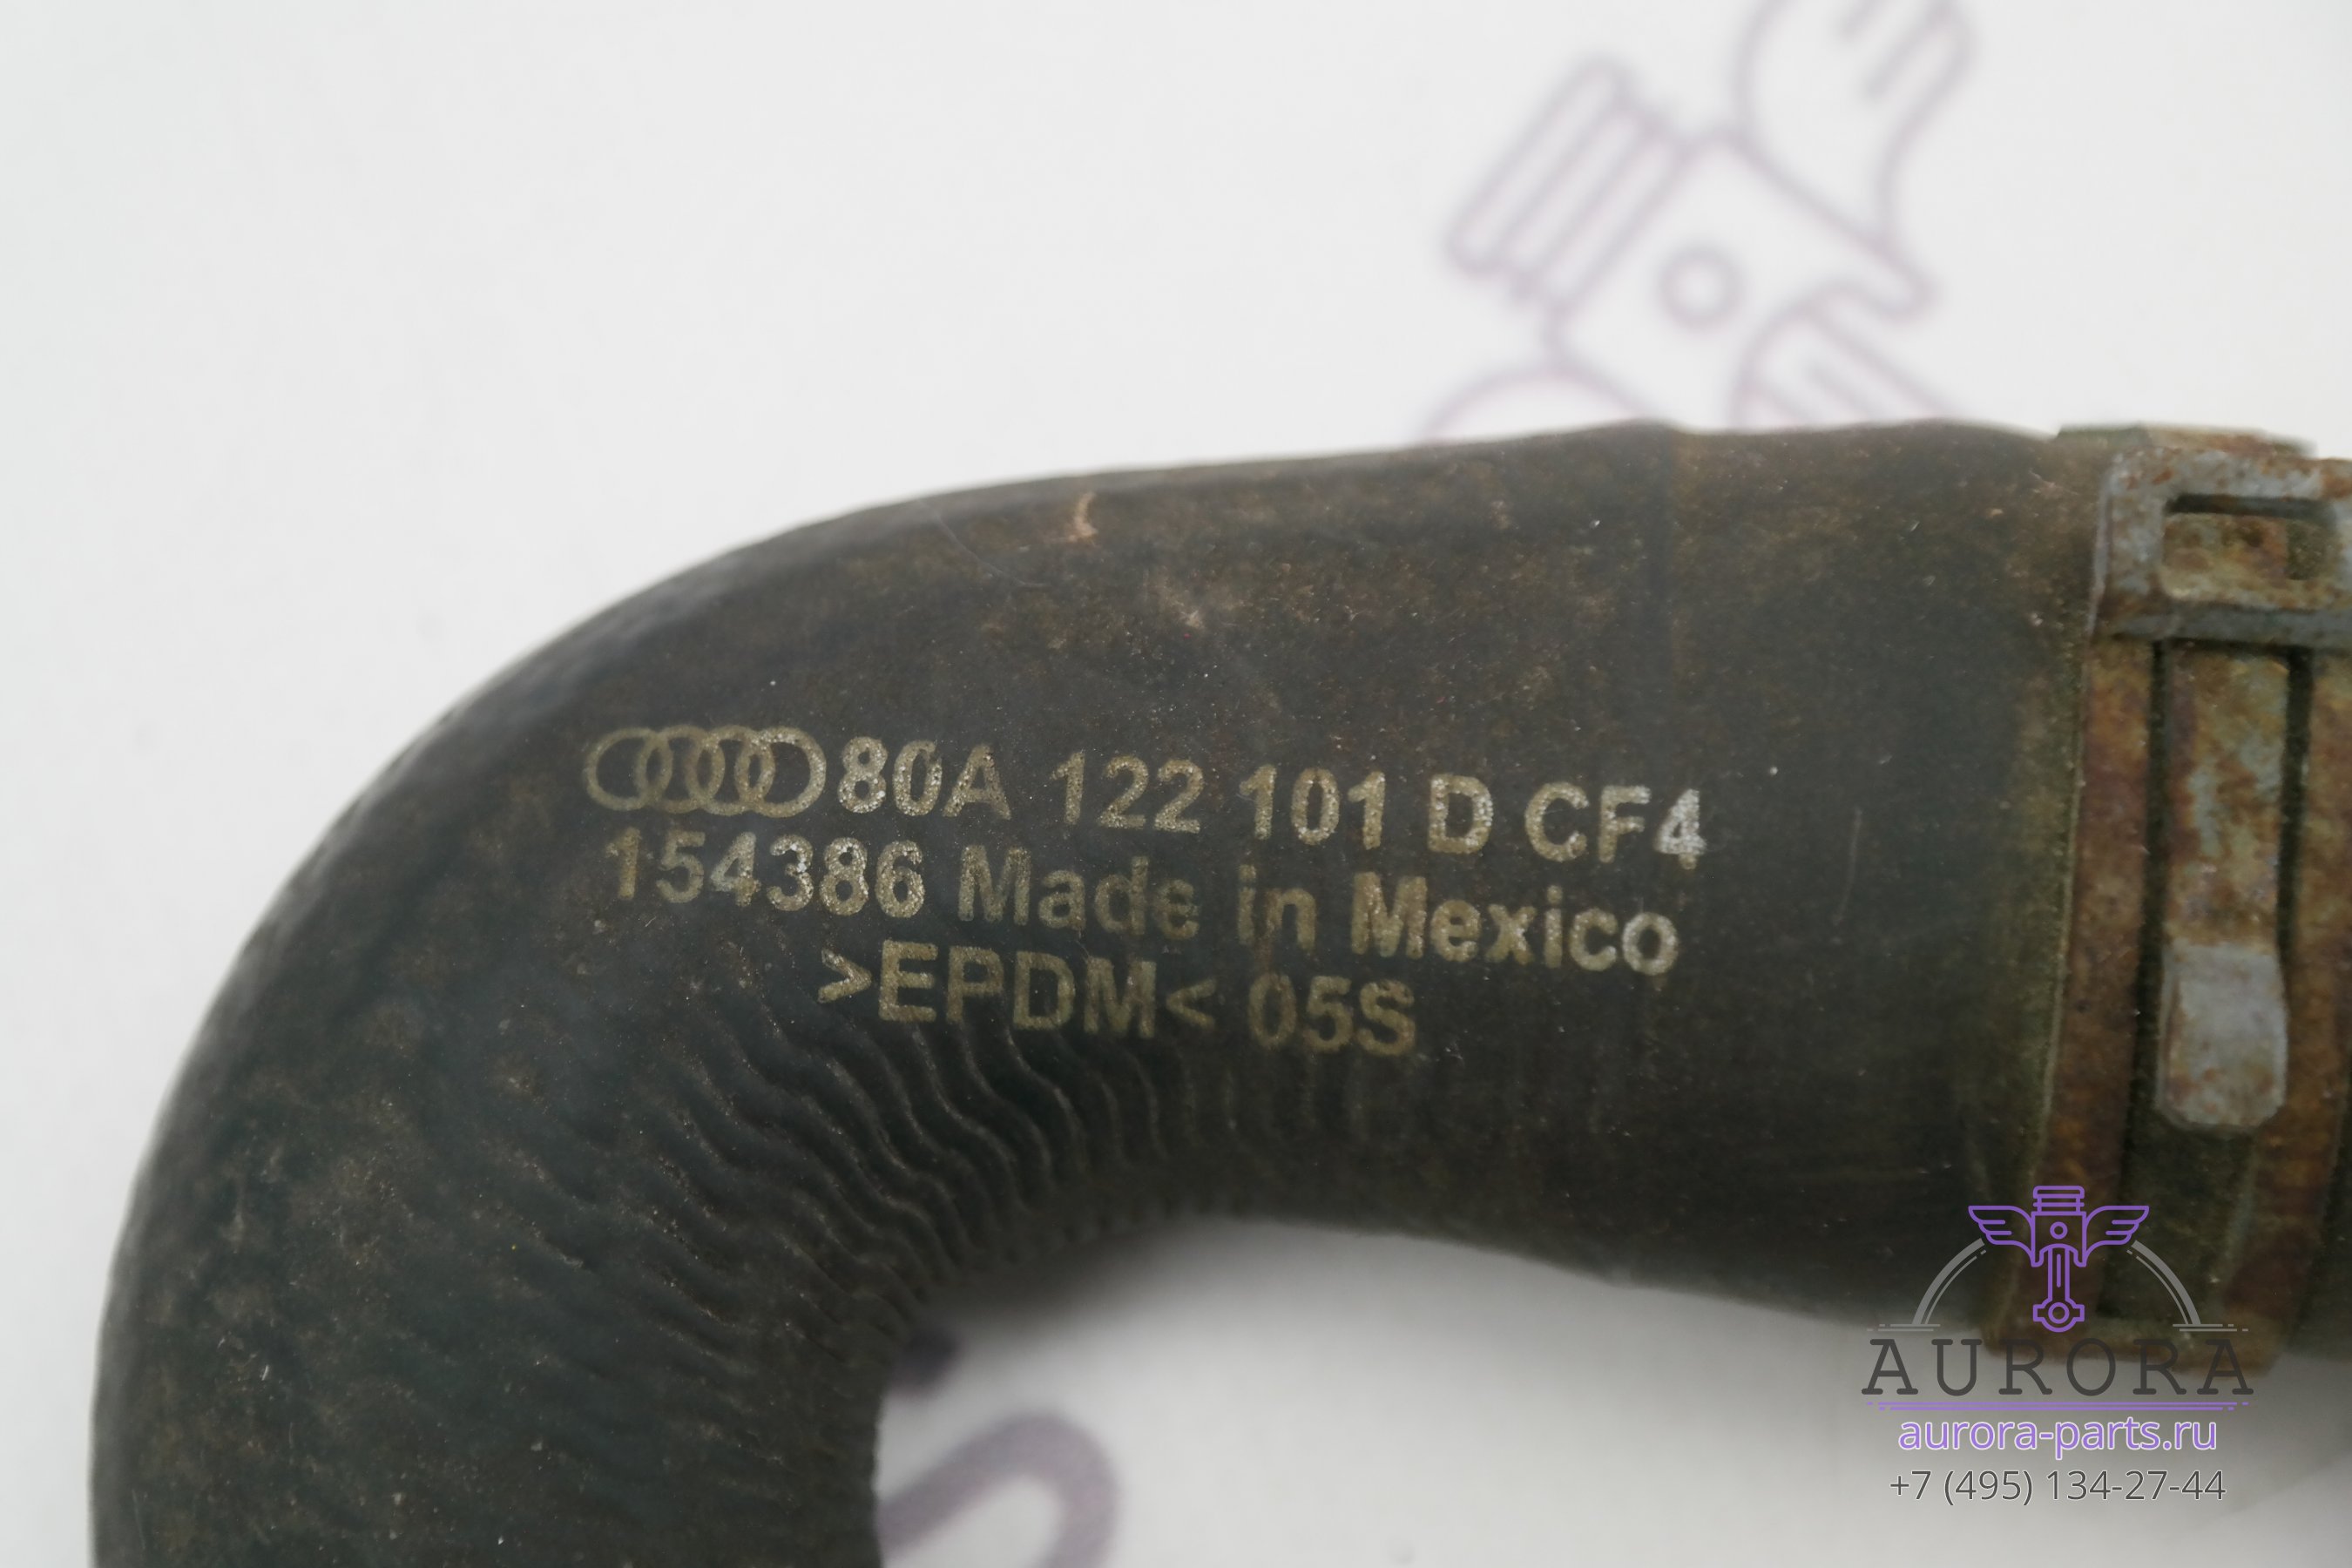 80A 122 101 D CF4
154386 Made in Mexico
>EPDM< 05S
AURORA
aurora-parts.ru
+7 (495) 134-27-44